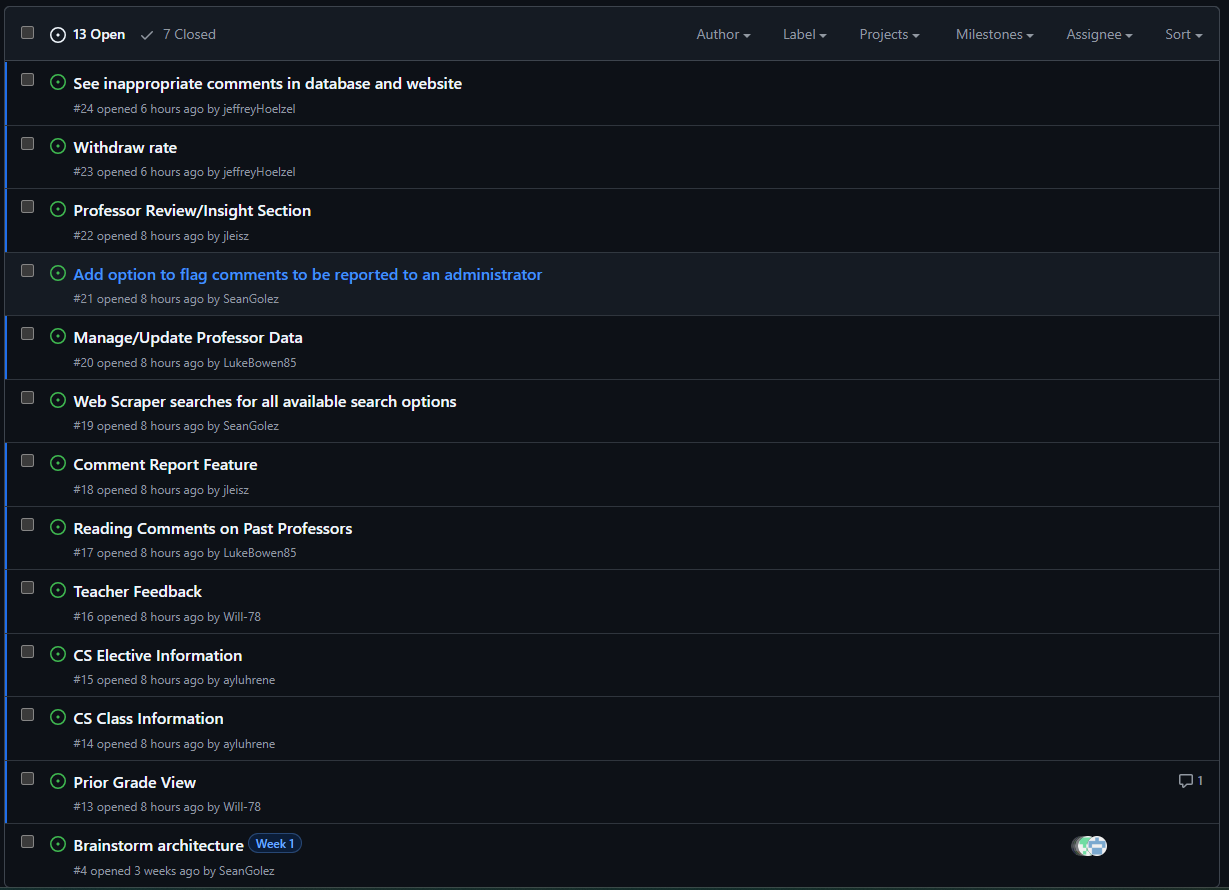 13 Open 7 Closed Author Label Projects Milestones Assignee Sort
See inappropriate comments in database and website
#24 opened 6 hours ago by jeffreyHoelzel
Withdraw rate
#23 opened 6 hours ago by jeffreyHoelzel
Professor Review/Insight Section
#22 opened 8 hours ago by jleisz
Add option to flag comments to be reported to an administrator
#21 opened 8 hours ago by SeanGolez
Manage/Update Professor Data
#20 opened 8 hours ago by LukeBowen85
Web Scraper searches for all available search options
#19 opened 8 hours ago by SeanGolez
Comment Report Feature
#18 opened 8 hours ago by jleisz
Reading Comments on Past Professors
#17 opened 8 hours ago by LukeBowen85
Teacher Feedback
#16 opened 8 hours ago by Will-78
CS Elective Information
#15 opened 8 hours ago by ayluhrene
CS Class Information
#14 opened 8 hours ago by ayluhrene
Prior Grade View 1
#13 opened 8 hours ago by Will-78
Brainstorm architecture Week 1
#4 opened 3 weeks ago by SeanGolez